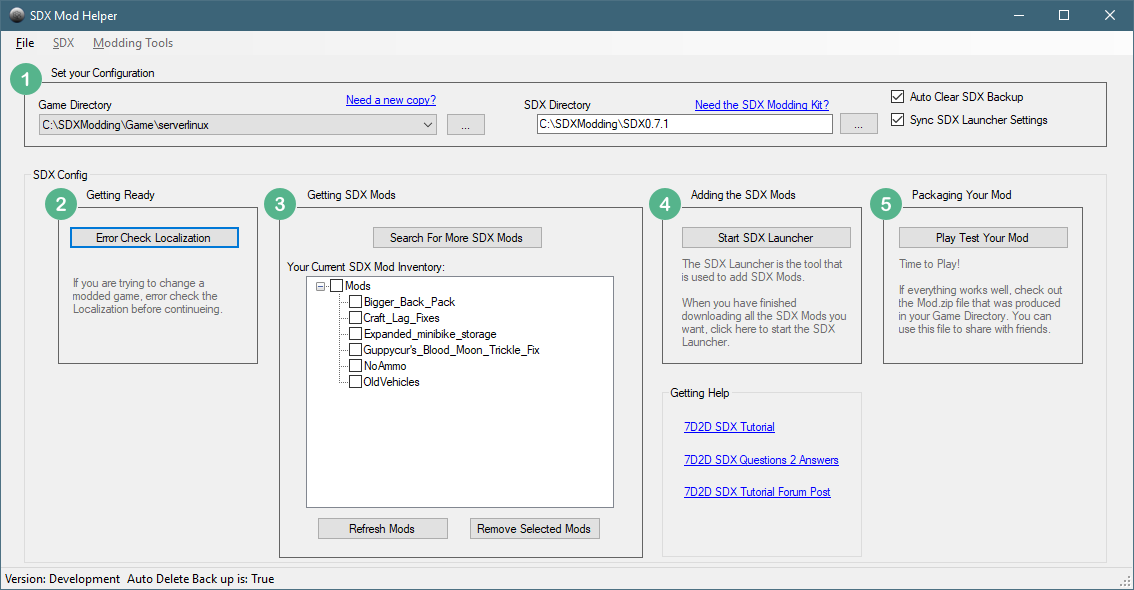 SDX Mod Helper
File SDX Modding Tools
1 Set your Configuration
Game Directory Need a new copy?
C:\SDXModding\Game\serverlinux ...
SDX Directory Need the SDX Modding Kit?
C:\SDXModding\SDX0.7.1 ...
Auto Clear SDX Backup
Sync SDX Launcher Settings
SDX Config
2 Getting Ready
Error Check Localization
If you are trying to change a
modded game, error check the
Localization before continueing.
3 Getting SDX Mods
Search For More SDX Mods
Your Current SDX Mod Inventory:
Mods
Bigger_Back_Pack
Craft_Lag_Fixes
Expanded_minibike_storage
Guppycur's_Blood_Moon_Trickle_Fix
NoAmmo
OldVehicles
Refresh Mods Remove Selected Mods
4 Adding the SDX Mods
Start SDX Launcher
The SDX Launcher is the tool that
is used to add SDX Mods.
When you have finished
downloading all the SDX Mods you
want, click here to start the SDX
Launcher.
5 Packaging Your Mod
Play Test Your Mod
Time to Play!
If everything works well, check out
the Mod.zip file that was produced
in your Game Directory. You can
use this file to share with friends.
Getting Help
7D2D SDX Tutorial
7D2D SDX Questions 2 Answers
7D2D SDX Tutorial Forum Post
Version: Development Auto Delete Back up is: True